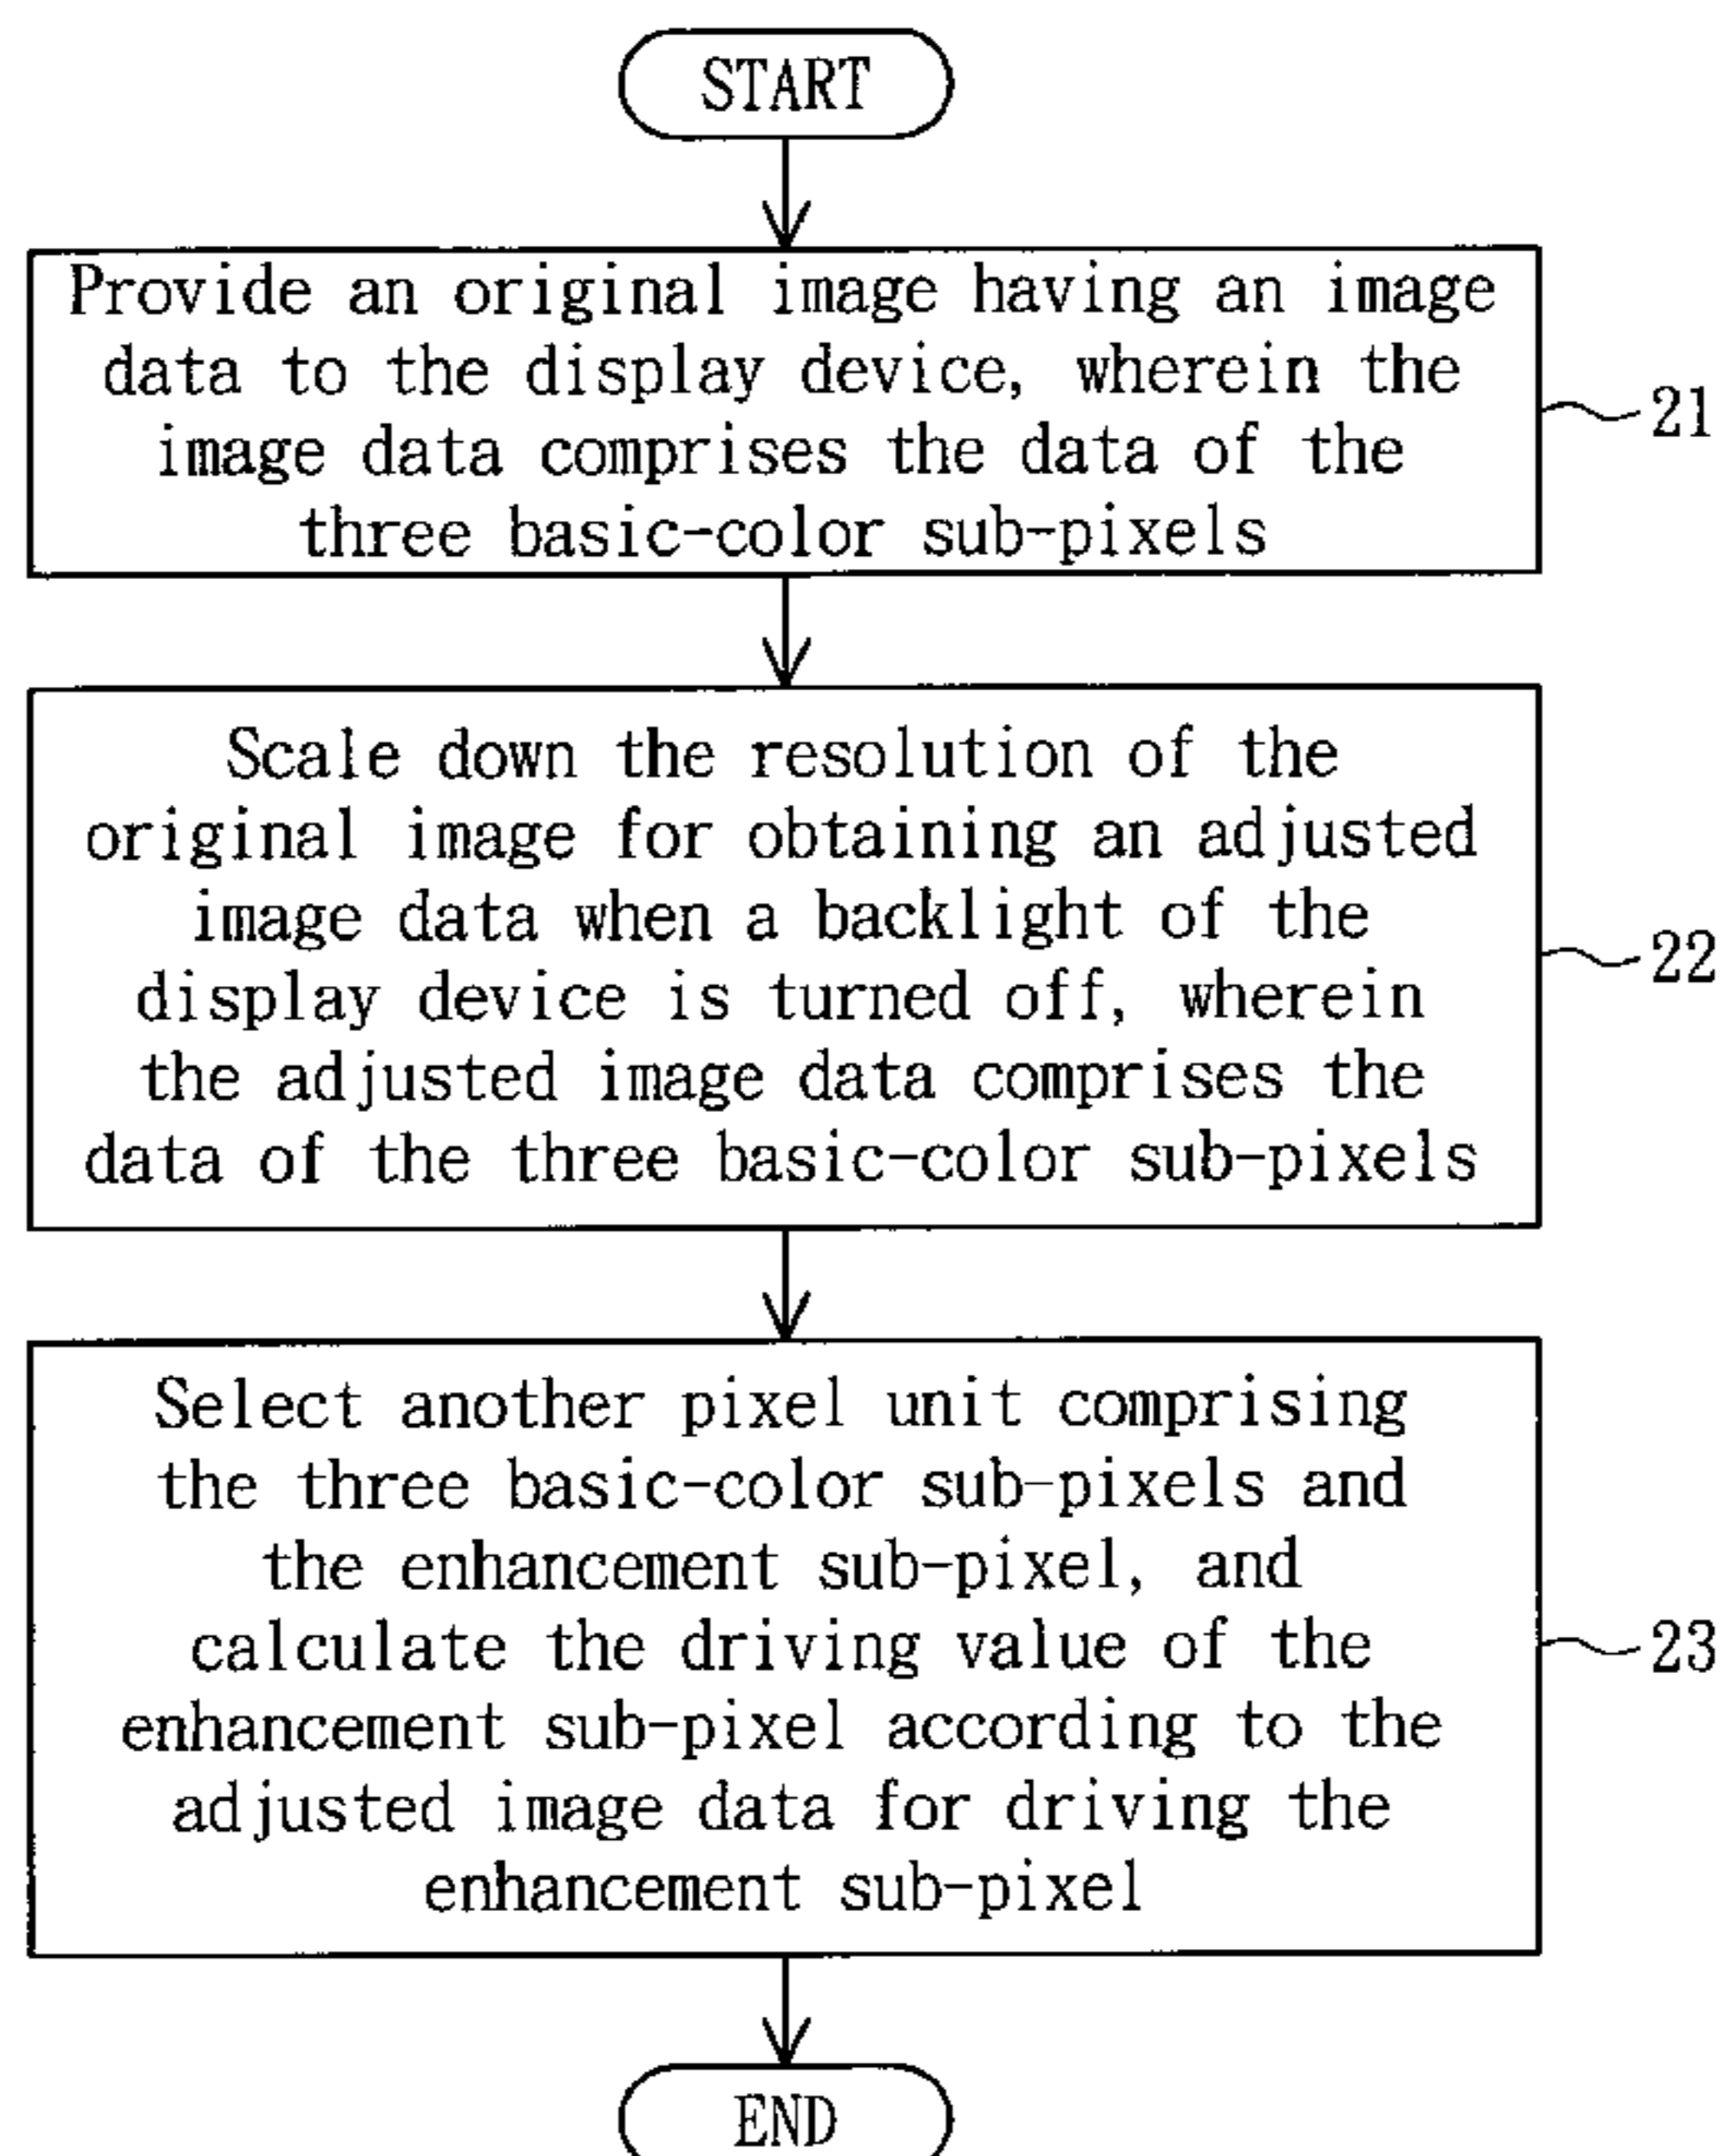 START
Provide an original image having an image
data to the display device, wherein the
image data comprises the data of the
three basic-color sub-pixels
21
Scale down the resolution of the
original image for obtaining an adjusted
image data when a backlight of the
display device is turned off, wherein
the adjusted image data comprises the
data of the three basic-color sub-pixels
22
Select another pixel unit comprising
the three basic-color sub-pixels and
the enhancement sub-pixel, and
calculate the driving value of the
enhancement sub-pixel according to the
adjusted image data for driving the
enhancement sub-pixel
23
END